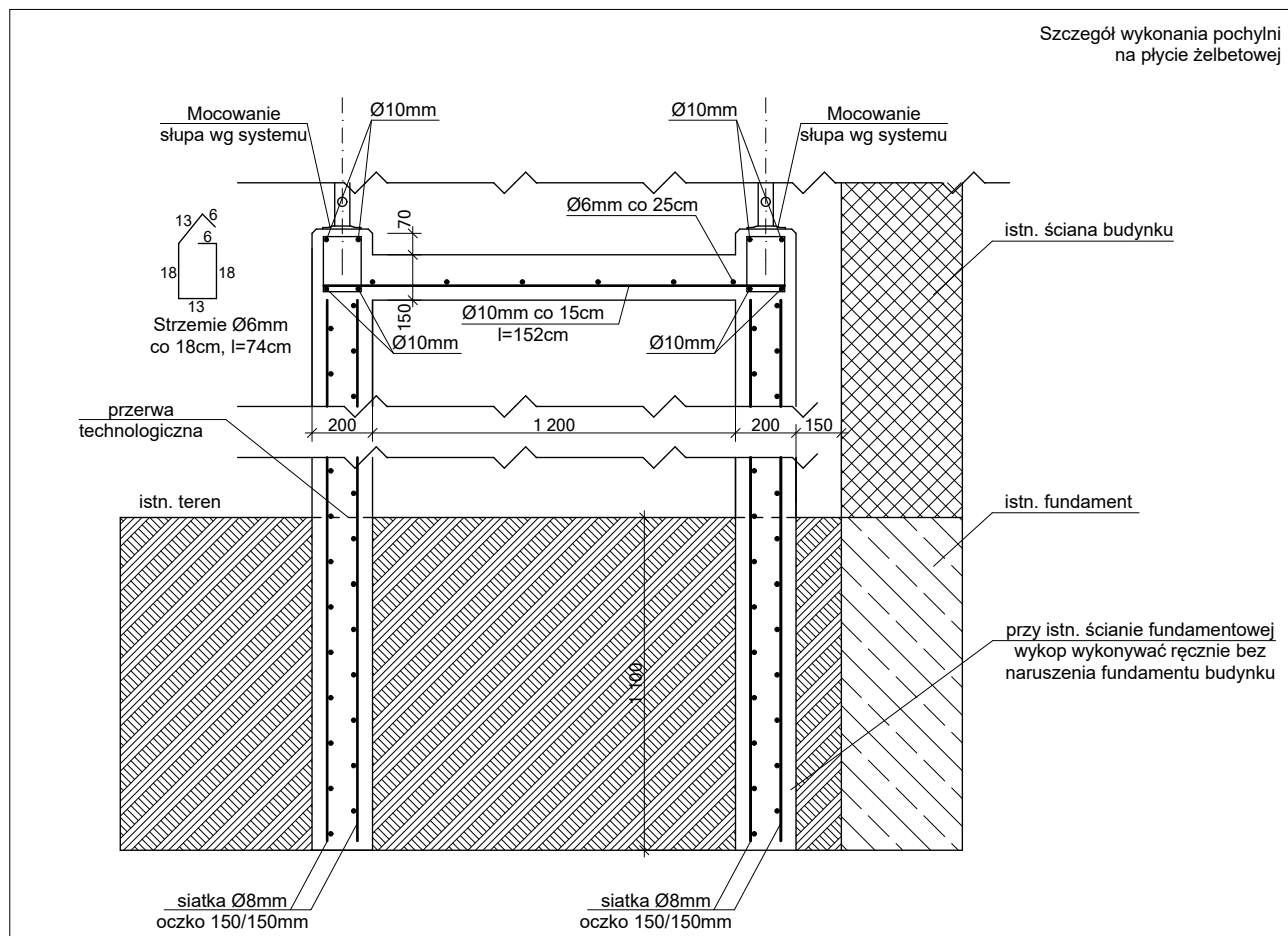 Szczegół wykonania pochylni
na płycie żelbetowej
Mocowanie
słupa wg systemu
Ø10mm
Ø10mm
Mocowanie
słupa wg systemu
13
6
6
18
18
13
Strzemie Ø6mm
co 18cm, l=74cm
70
150
Ø6mm co 25cm
Ø10mm co 15cm
l=152cm
Ø10mm
Ø10mm
istn. ściana budynku
przerwa
technologiczna
200
1 200
200
150
istn. teren
istn. fundament
1 100
przy istn. ścianie fundamentowej
wykop wykonywać ręcznie bez
naruszenia fundamentu budynku
siatka Ø8mm
oczko 150/150mm
siatka Ø8mm
oczko 150/150mm